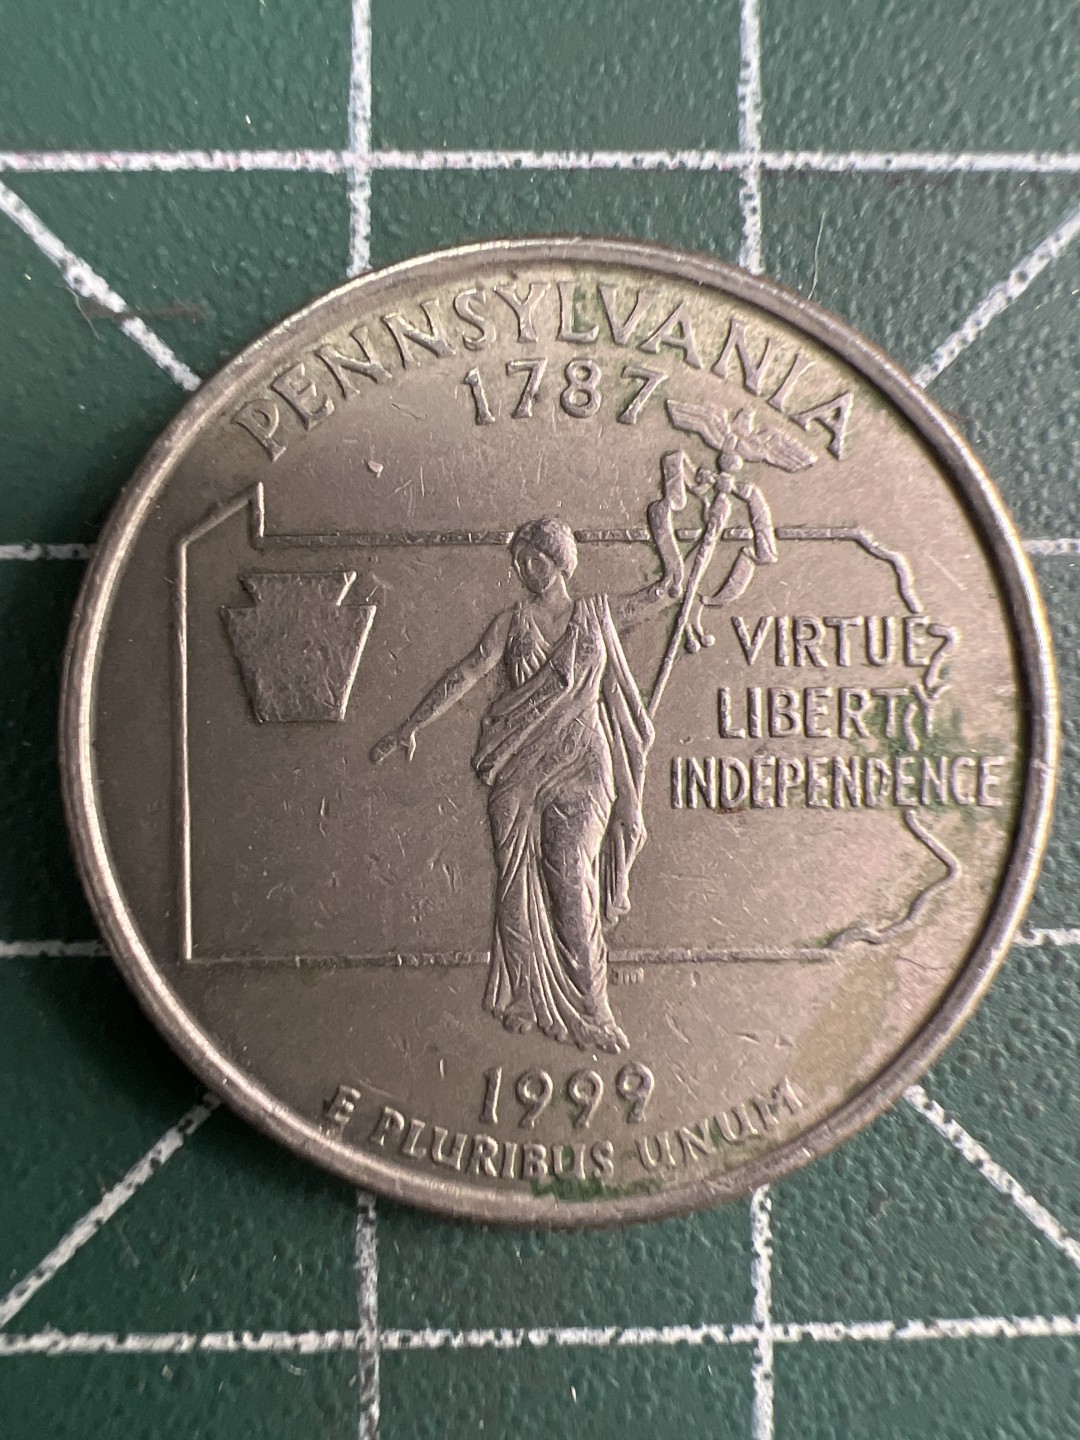 PENNSYLVANIA
1787
VIRTUE
LIBERTY
INDEPENDENCE
1999
E PLURIBUS UNUM